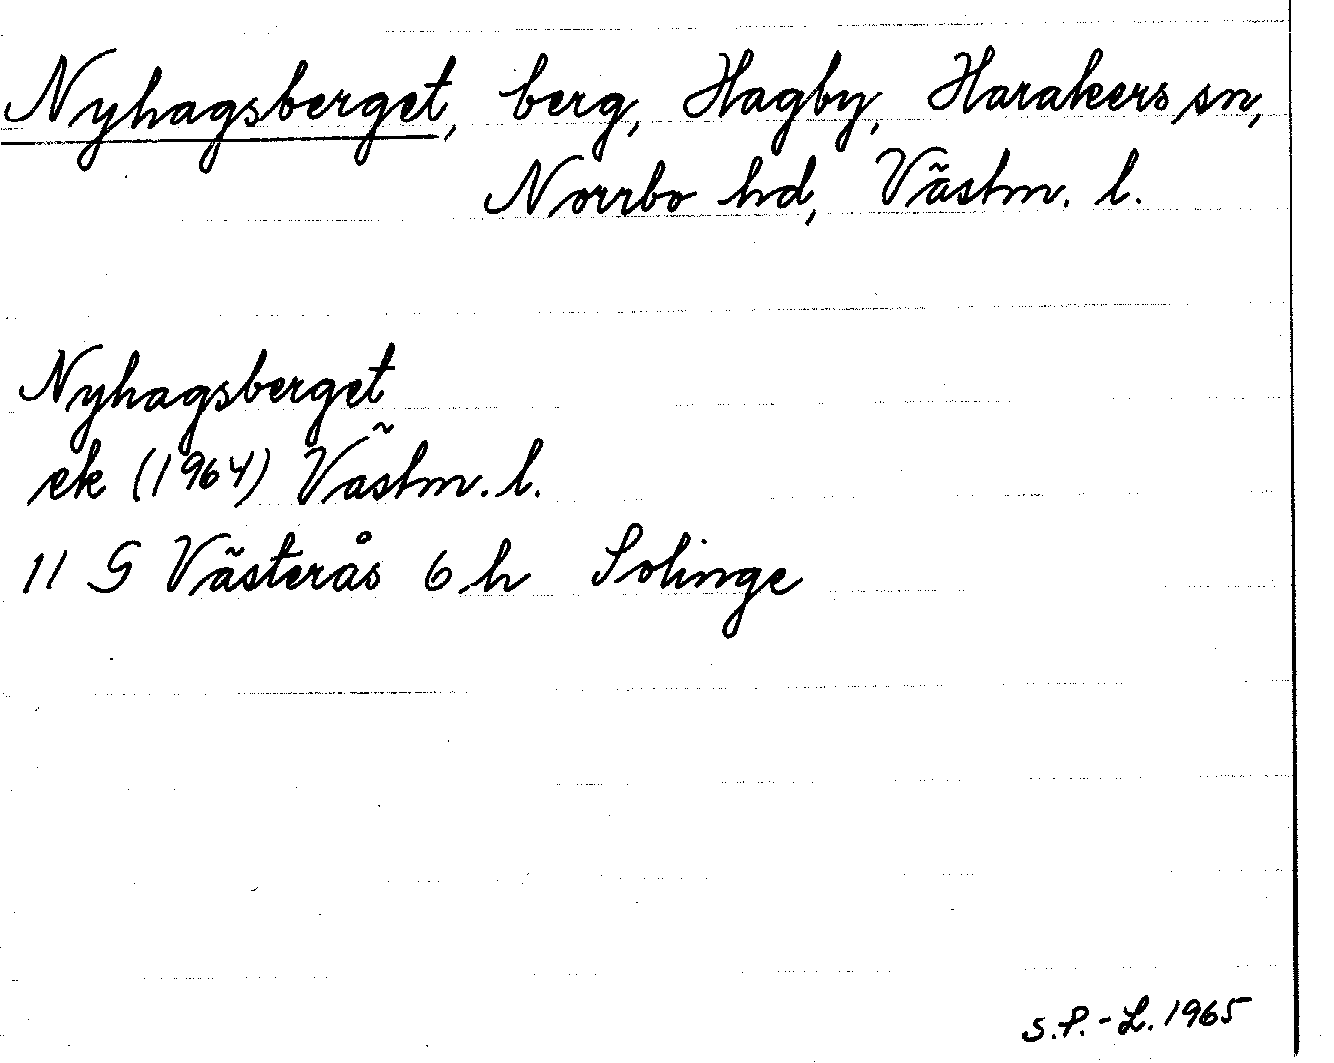 Nyhagsberget, berg, Hagby, Harakers sn,
Norrbo hd, Västm. l.
Nyhagsberget
ek (1964) Västm. l.
11 G Västerås 6 h Solinge
S.P.-L. 1965